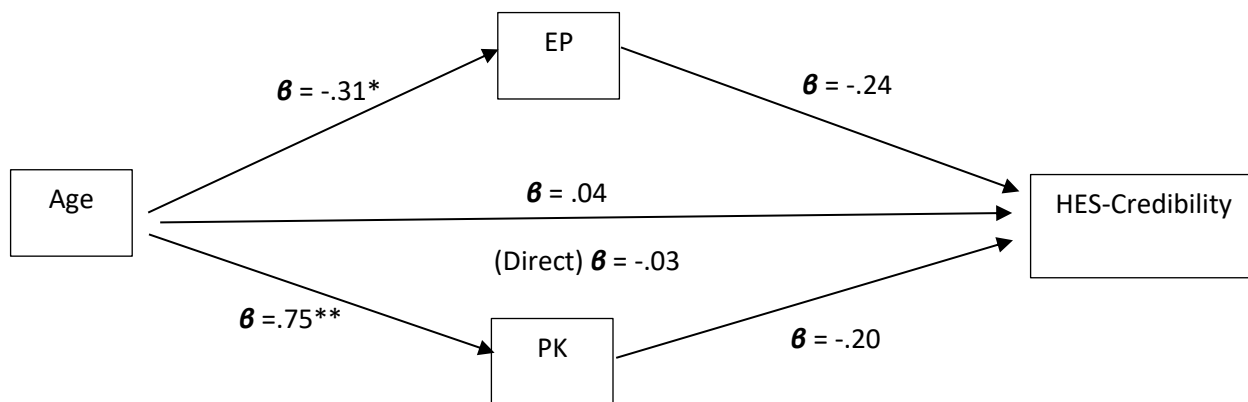 EP
𝞫 = -.31*
𝞫 = -.24
Age
𝞫 = .04
HES-Credibility
(Direct) 𝞫 = -.03
𝞫 =.75**
PK
𝞫 = -.20